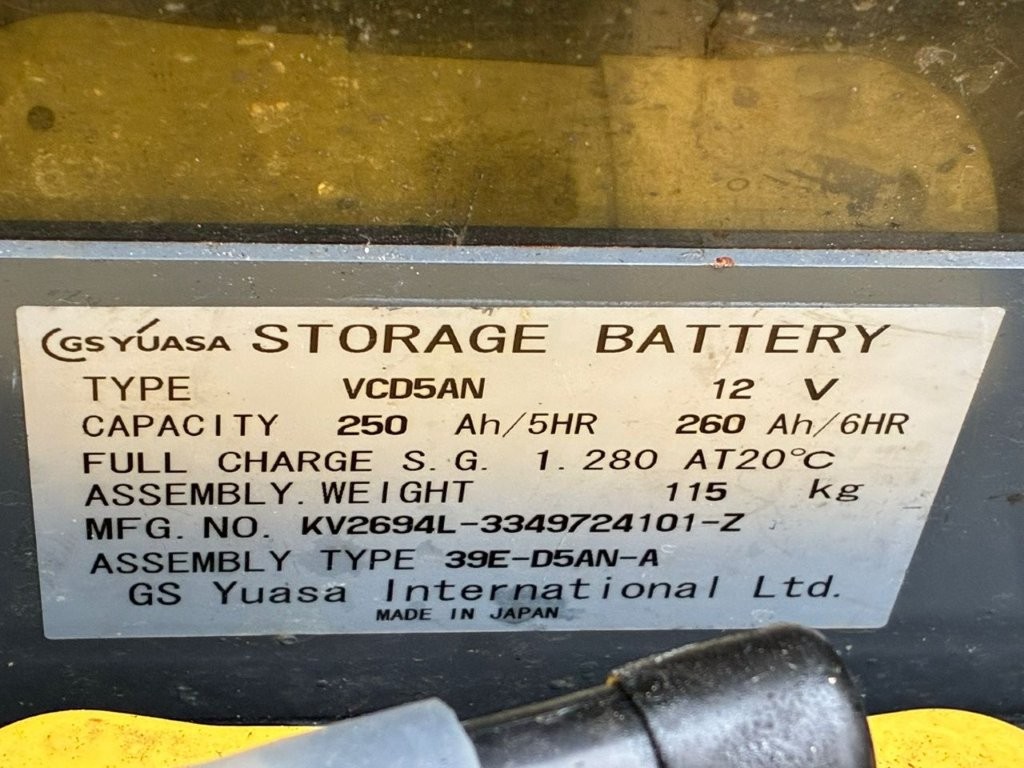 GS YUASA STORAGE BATTERY
TYPE VCD5AN 12 V
CAPACITY 250 Ah/5HR 260 Ah/6HR
FULL CHARGE S.G. 1.280 AT20°C
ASSEMBLY.WEIGHT 115 kg
MFG.NO. KV2694L-3349724101-Z
ASSEMBLY TYPE 39E-D5AN-A
GS Yuasa International Ltd.
MADE IN JAPAN